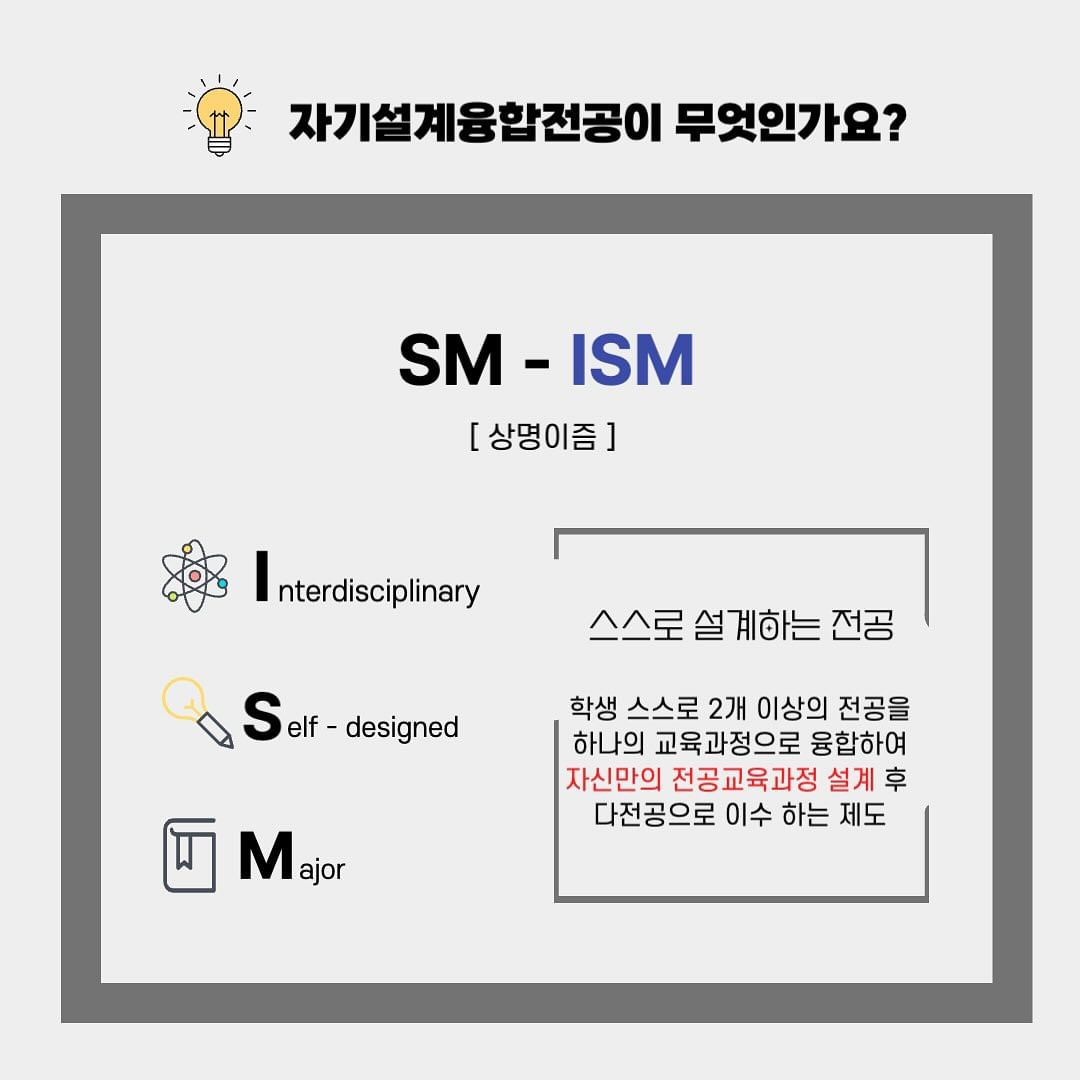 자기설계융합전공이 무엇인가요?
SM - ISM
[ 상명이즘 ]
Interdisciplinary
Self - designed
Major
스스로 설계하는 전공
학생 스스로 2개 이상의 전공을
하나의 교육과정으로 융합하여
자신만의 전공교육과정 설계 후
다전공으로 이수 하는 제도